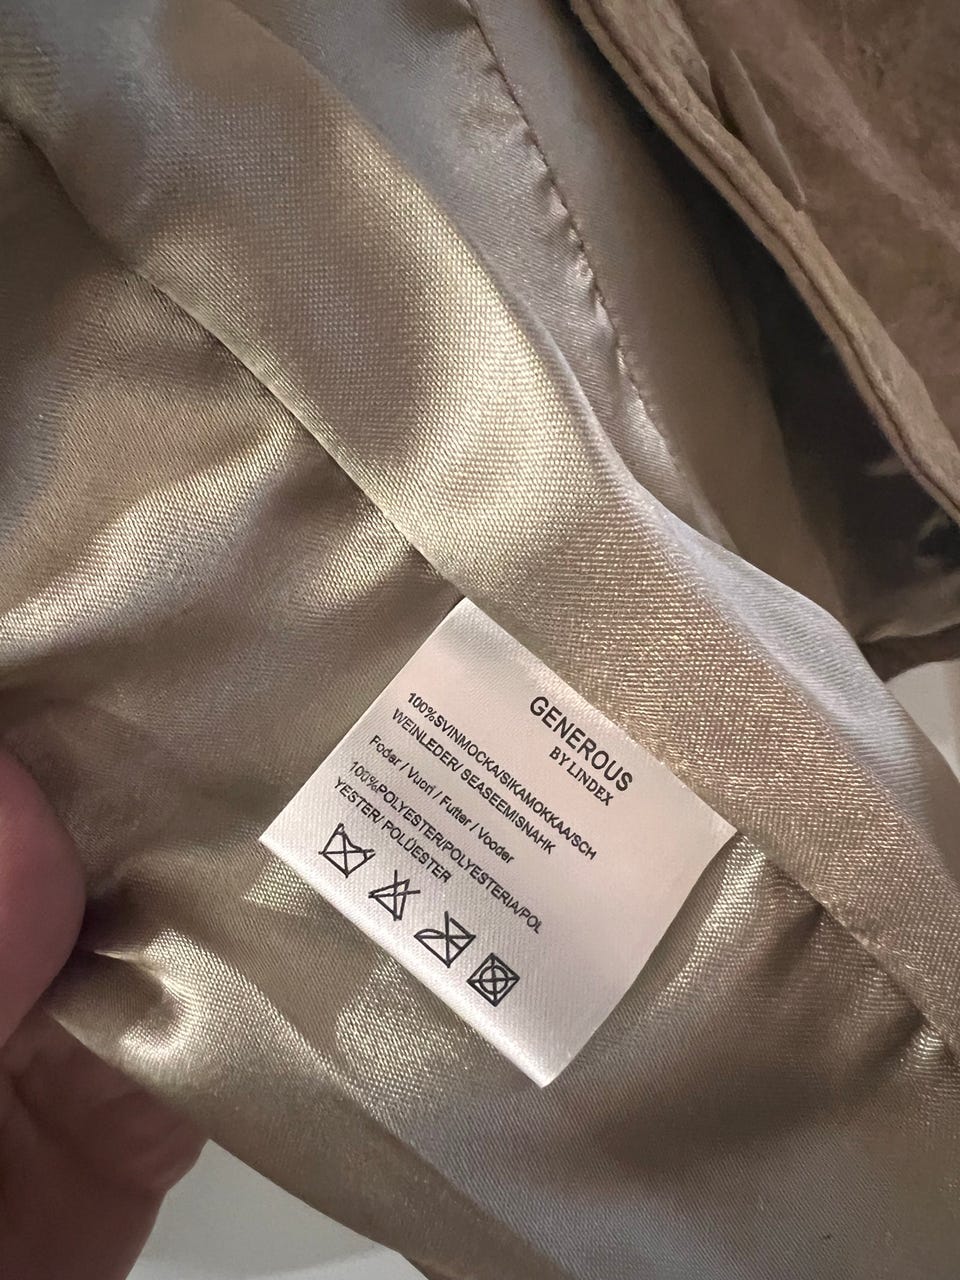 GENEROUS
BY LINDEX
100%SVINMOCKA/SIKAMOKKAA/SCH
WEINLEDER/ SEASEEMISNAHK
Foder / Vuori / Futter / Vooder
100%POLYESTER/POLYESTERIA/POL
YESTER/ POLÜESTER